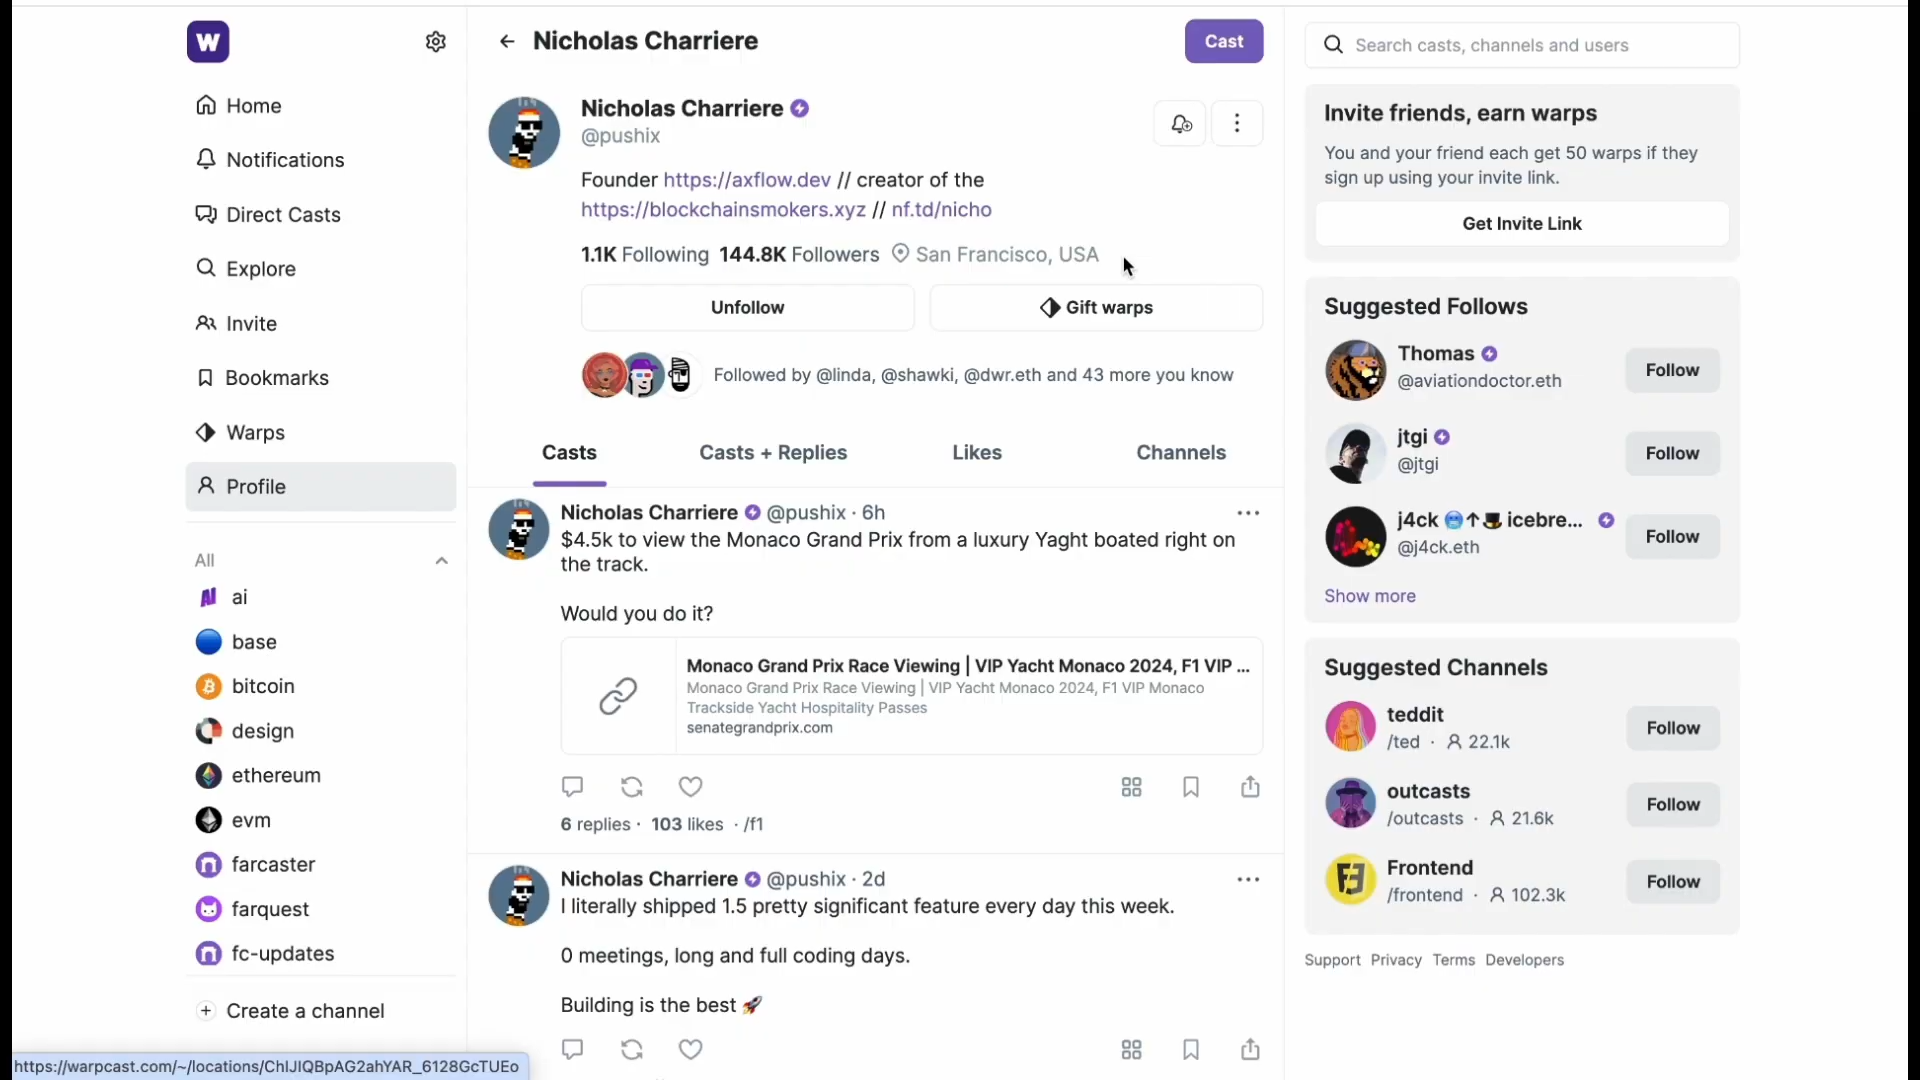 W
Home
Notifications
Direct Casts
Explore
Invite
Bookmarks
Warps
Profile
All
ai
base
bitcoin
design
ethereum
evm
farcaster
farquest
fc-updates
Create a channel
https://warpcast.com/~/locations/ChIJIQBpAG2ahYAR_6128GcTUEo
Nicholas Charriere
Cast
Nicholas Charriere
@pushix
Founder https://axflow.dev // creator of the
https://blockchainsmokers.xyz // nf.td/nicho
1.1K Following 144.8K Followers San Francisco, USA
Unfollow
Gift warps
Followed by @linda, @shawki, @dwr.eth and 43 more you know
Casts
Casts + Replies
Likes
Channels
Nicholas Charriere @pushix · 6h
$4.5k to view the Monaco Grand Prix from a luxury Yaght boated right on
the track.
Would you do it?
Monaco Grand Prix Race Viewing | VIP Yacht Monaco 2024, F1 VIP ...
Monaco Grand Prix Race Viewing | VIP Yacht Monaco 2024, F1 VIP Monaco
Trackside Yacht Hospitality Passes
senategrandprix.com
6 replies · 103 likes · /f1
Nicholas Charriere @pushix · 2d
I literally shipped 1.5 pretty significant feature every day this week.
0 meetings, long and full coding days.
Building is the best 🚀
Search casts, channels and users
Invite friends, earn warps
You and your friend each get 50 warps if they
sign up using your invite link.
Get Invite Link
Suggested Follows
Thomas
@aviationdoctor.eth
Follow
jtgi
@jtgi
Follow
j4ck 🥶↑🎩 icebre...
@j4ck.eth
Follow
Show more
Suggested Channels
teddit
/ted · 22.1k
Follow
outcasts
/outcasts · 21.6k
Follow
Frontend
/frontend · 102.3k
Follow
Support Privacy Terms Developers